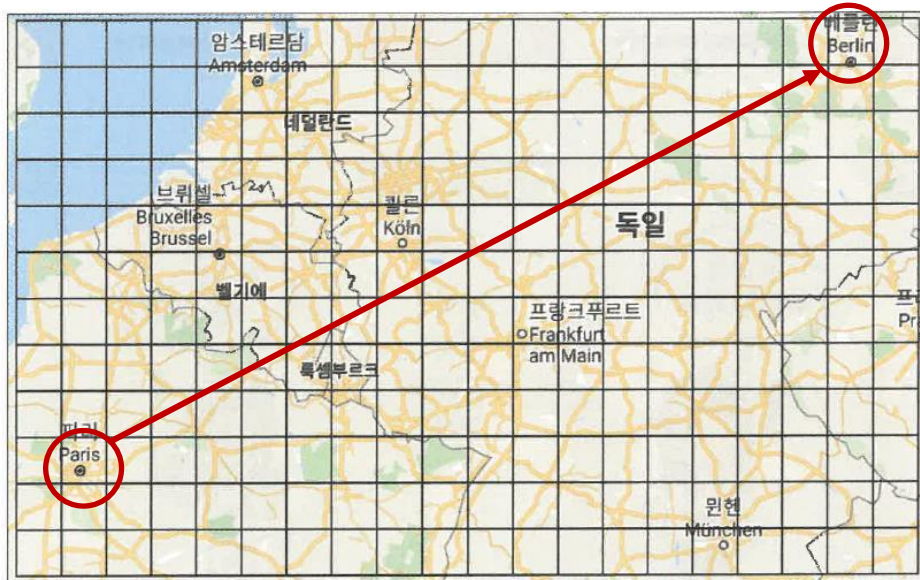 베를린
Berlin
암스테르담
Amsterdam
네덜란드
브뤼셀
Bruxelles
Brussel
쾰른
Köln
독일
벨기에
프랑크푸르트
Frankfurt
am Main
룩셈부르크
파리
Paris
뮌헨
München